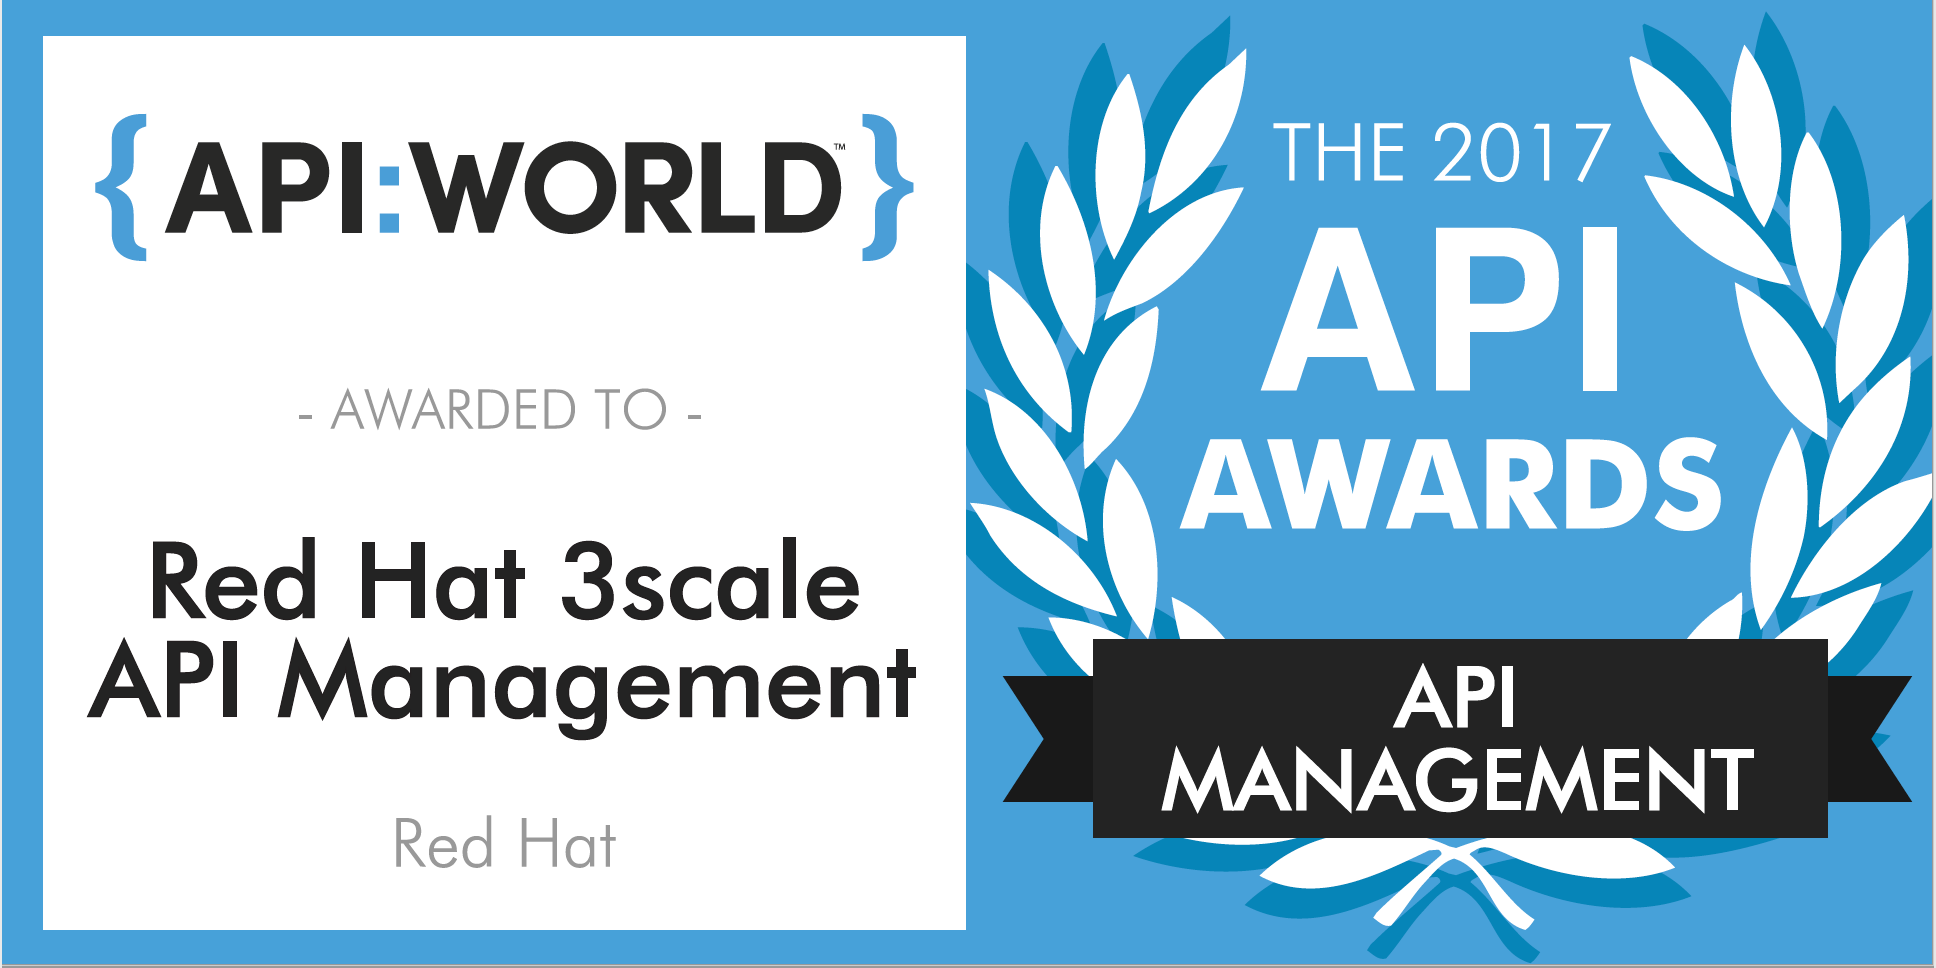 {API:WORLD™}
- AWARDED TO -
Red Hat 3scale
API Management
Red Hat
THE 2017
API
AWARDS
API
MANAGEMENT